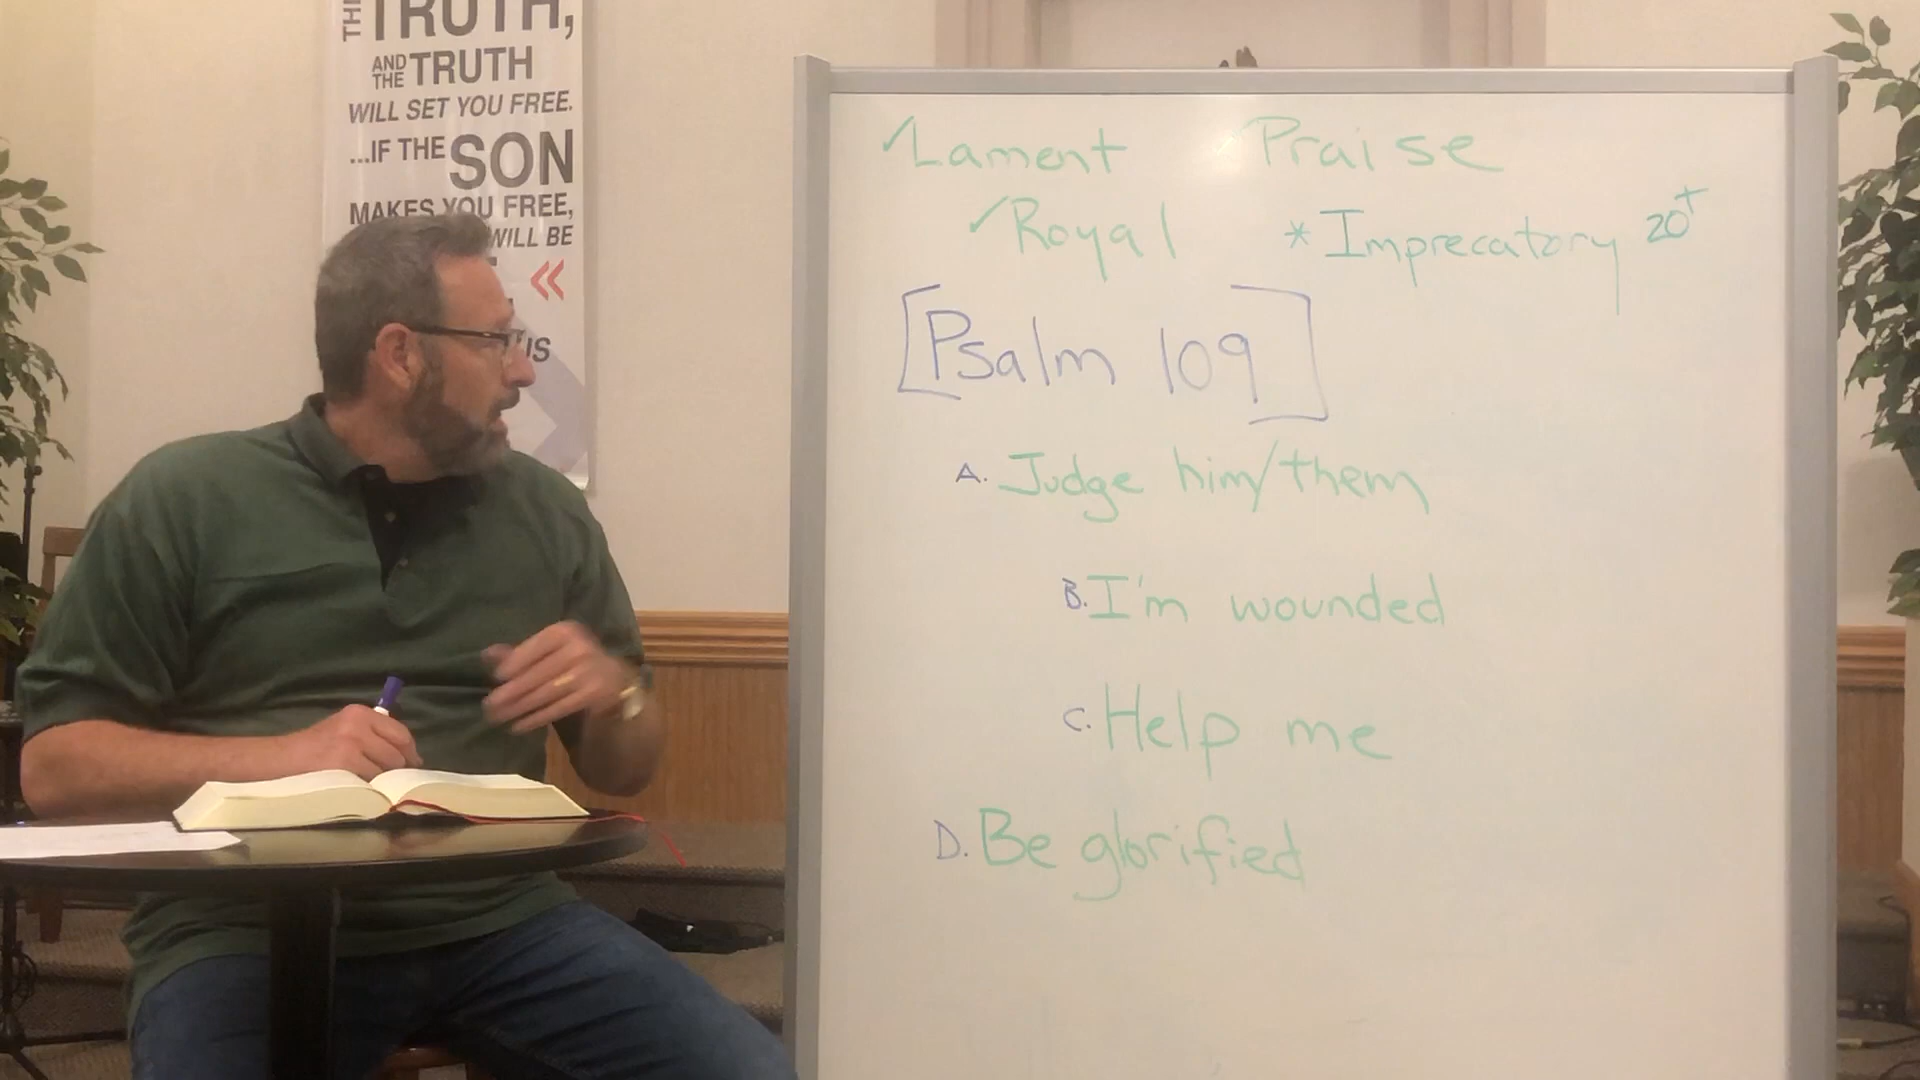 THE TRUTH,
AND THE TRUTH
WILL SET YOU FREE.
...IF THE SON
MAKES YOU FREE,
WILL BE
«
✓Lament Praise
✓Royal * Imprecatory 20+
[Psalm 109]
A. Judge him/them
B. I'm wounded
C. Help me
D. Be glorified